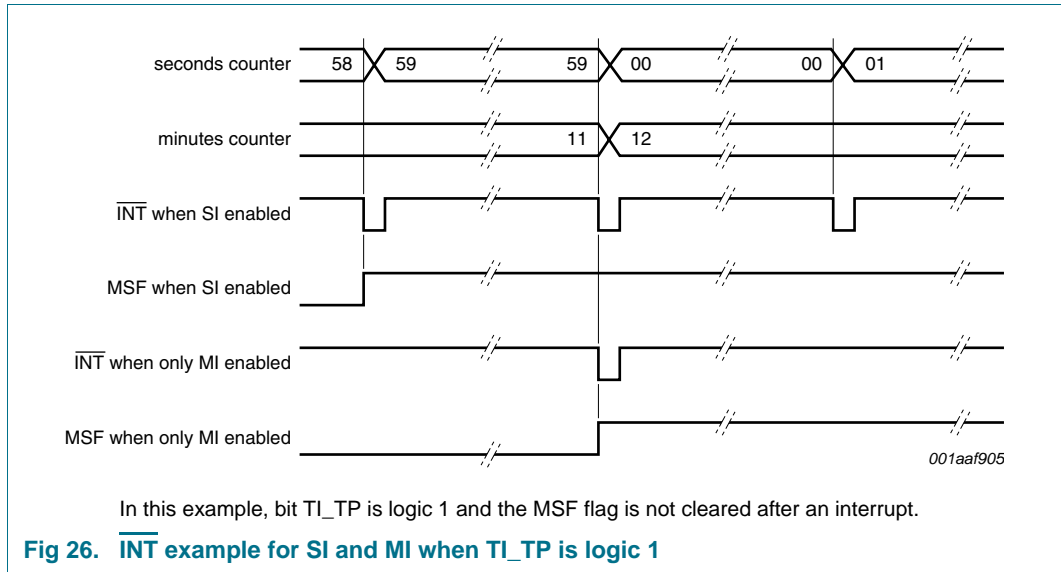 seconds counter 58 59 59 00 00 01
minutes counter 11 12
INT when SI enabled
MSF when SI enabled
INT when only MI enabled
MSF when only MI enabled
001aaf905
In this example, bit TI_TP is logic 1 and the MSF flag is not cleared after an interrupt.
Fig 26. INT example for SI and MI when TI_TP is logic 1